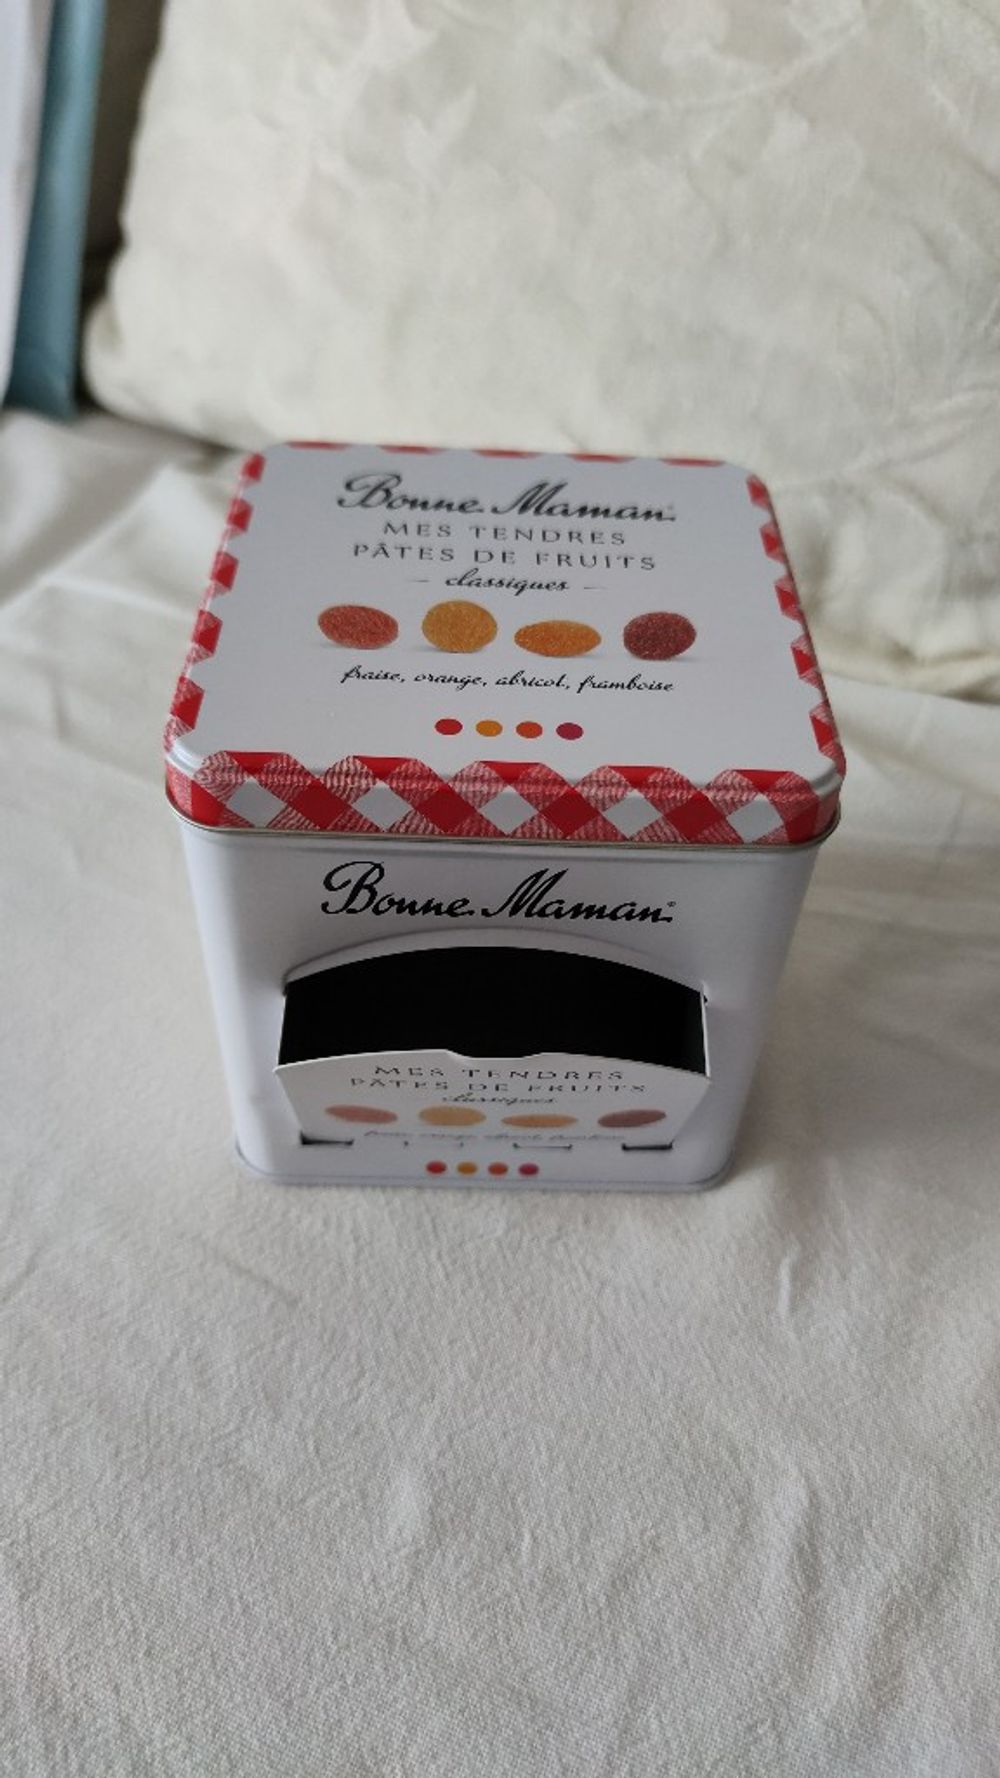 Bonne Maman
MES TENDRES
PÂTES DE FRUITS
– classiques –
fraise, orange, abricot, framboise
Bonne Maman
MES TENDRES
PÂTES DE FRUITS
classiques